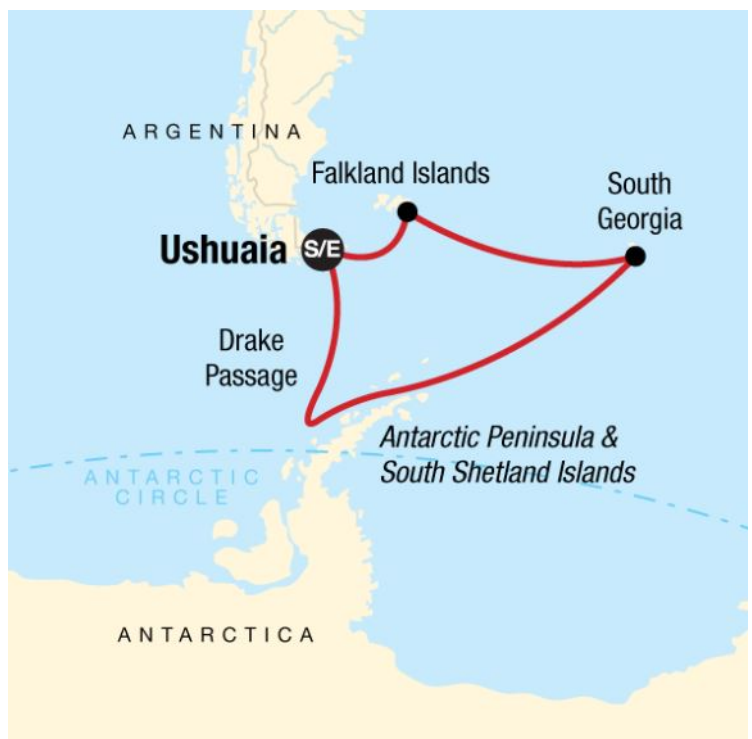 ARGENTINA
Falkland Islands
South
Georgia
Ushuaia
S/E
Drake
Passage
Antarctic Peninsula &
South Shetland Islands
ANTARCTIC
CIRCLE
ANTARCTICA